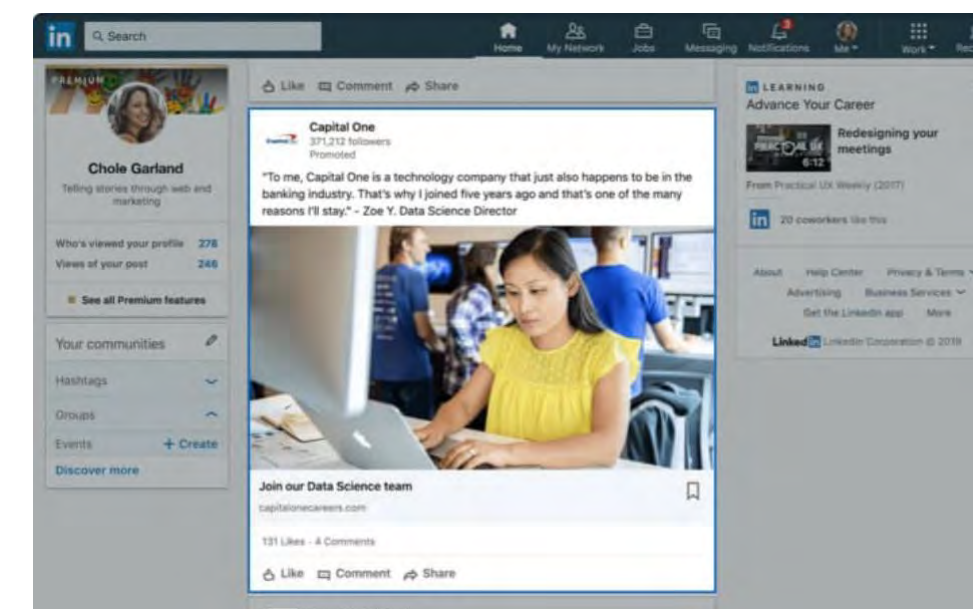 in
Search
Home
My Network
Jobs
Messaging
3
Notifications
Me
Work
PREMIUM
Chole Garland
Telling stories through web and
marketing
Who's viewed your profile 278
Views of your post 246
See all Premium features
Your communities
Hashtags
Groups
Events + Create
Discover more
Like Comment Share
Capital One
371,212 followers
Promoted
"To me, Capital One is a technology company that just also happens to be in the
banking industry. That's why I joined five years ago and that's one of the many
reasons I'll stay." - Zoe Y. Data Science Director
Join our Data Science team
capitalonecareers.com
131 Likes - 4 Comments
Like Comment Share
in LEARNING
Advance Your Career
Redesigning your
meetings
6:12
From Practical UX Weekly (2017)
in 20 coworkers like this
About Help Center Privacy & Terms
Advertising Business Services
Get the LinkedIn app More
Linked in LinkedIn Corporation © 2019